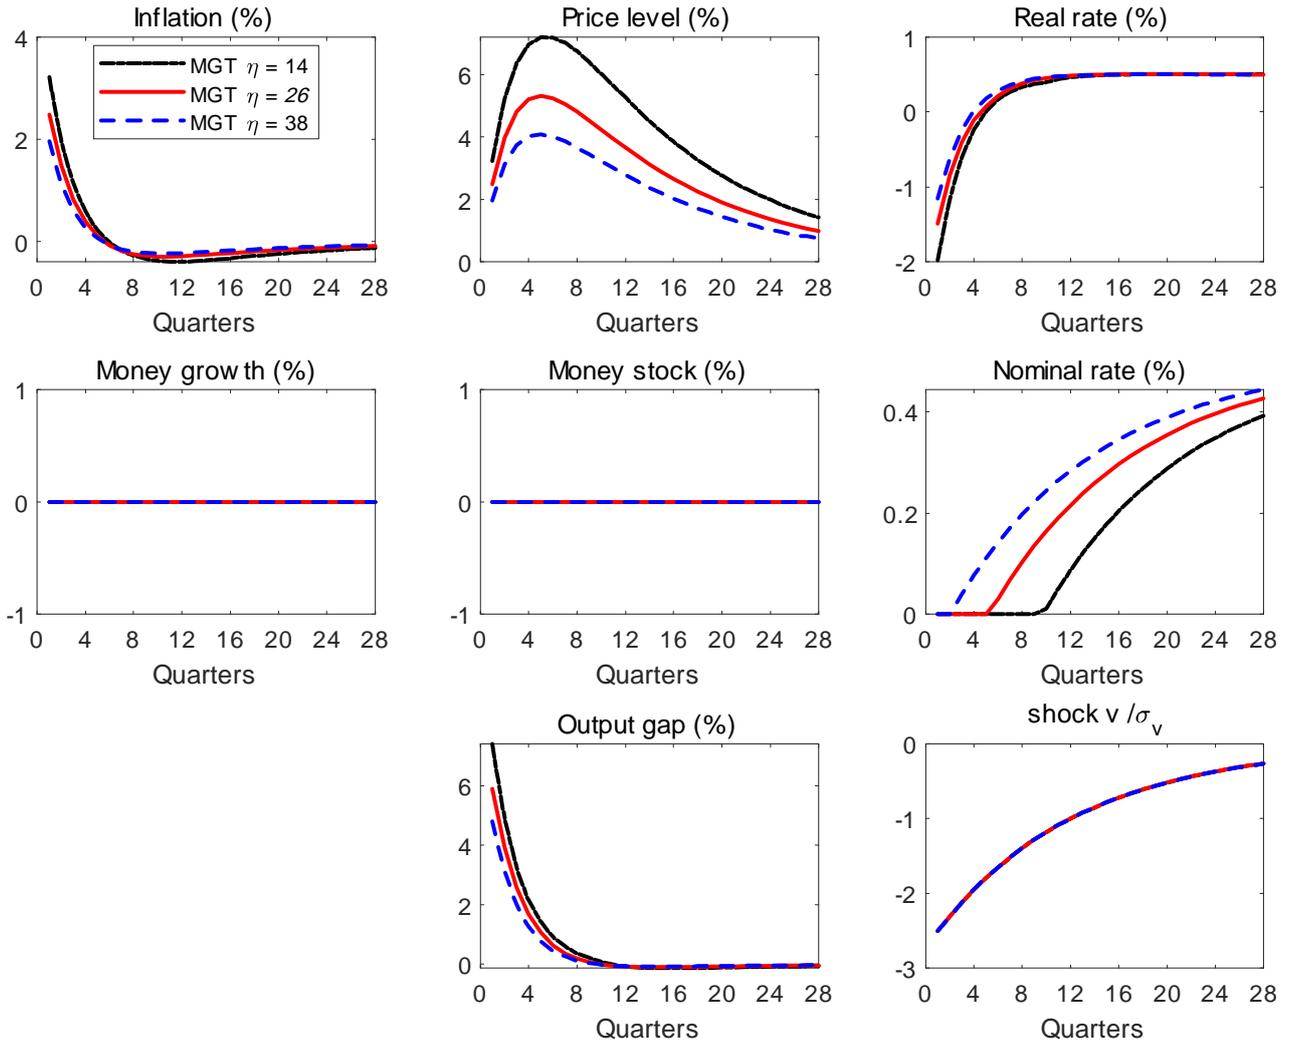 Inflation (%)
4
2
0
0 4 8 12 16 20 24 28
Quarters
MGT η = 14
MGT η = 26
MGT η = 38
Price level (%)
6
4
2
0
0 4 8 12 16 20 24 28
Quarters
Real rate (%)
1
0
-1
-2
0 4 8 12 16 20 24 28
Quarters
Money growth (%)
1
0
-1
0 4 8 12 16 20 24 28
Quarters
Money stock (%)
1
0
-1
0 4 8 12 16 20 24 28
Quarters
Nominal rate (%)
0.4
0.2
0
0 4 8 12 16 20 24 28
Quarters
Output gap (%)
6
4
2
0
0 4 8 12 16 20 24 28
Quarters
shock v /σv
0
-1
-2
-3
0 4 8 12 16 20 24 28
Quarters